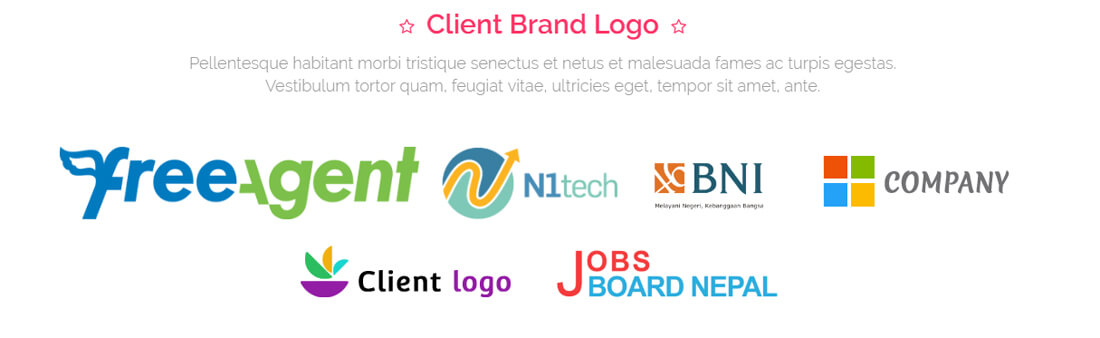 Client Brand Logo
Pellentesque habitant morbi tristique senectus et netus et malesuada fames ac turpis egestas.
Vestibulum tortor quam, feugiat vitae, ultricies eget, tempor sit amet, ante.
freeAgent
N1tech
BNI
Melayani Negeri, Kebanggaan Bangsa
COMPANY
Client logo
JOBS
BOARD NEPAL